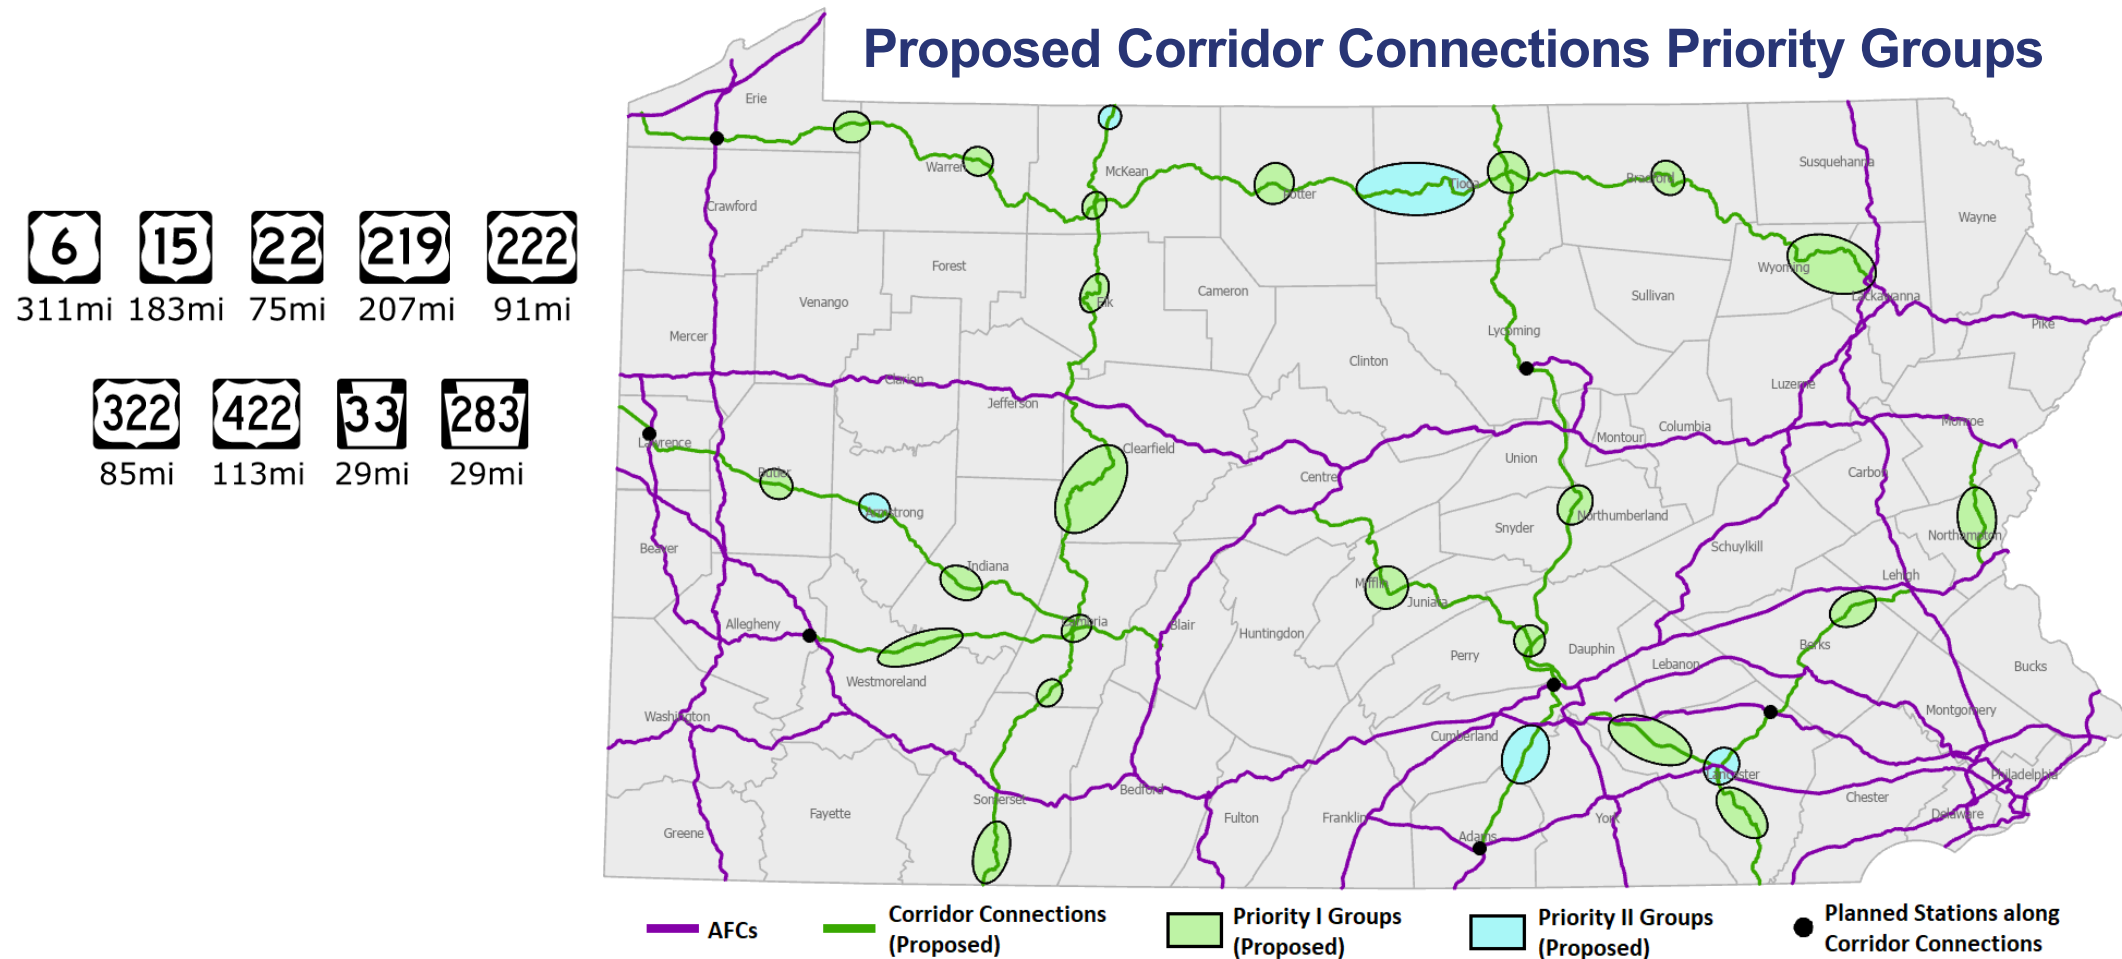 Proposed Corridor Connections Priority Groups
6 15 22 219 222
311mi 183mi 75mi 207mi 91mi
322 422 33 283
85mi 113mi 29mi 29mi
Erie
Warren
McKean
Potter
Tioga
Bradford
Susquehanna
Wayne
Crawford
Forest
Venango
Elk
Cameron
Wyoming
Lackawanna
Sullivan
Pike
Mercer
Lycoming
Clinton
Clarion
Jefferson
Luzerne
Monroe
Columbia
Montour
Lawrence
Clearfield
Union
Centre
Carbon
Butler
Armstrong
Northumberland
Snyder
Northampton
Schuylkill
Beaver
Indiana
Mifflin
Lehigh
Juniata
Allegheny
Cambria
Blair
Huntingdon
Perry
Dauphin
Lebanon
Berks
Bucks
Westmoreland
Washington
Cumberland
Montgomery
Lancaster
Philadelphia
Somerset
Bedford
Fayette
Fulton
Franklin
Adams
York
Chester
Delaware
Greene
AFCs
Corridor Connections
(Proposed)
Priority I Groups
(Proposed)
Priority II Groups
(Proposed)
Planned Stations along
Corridor Connections